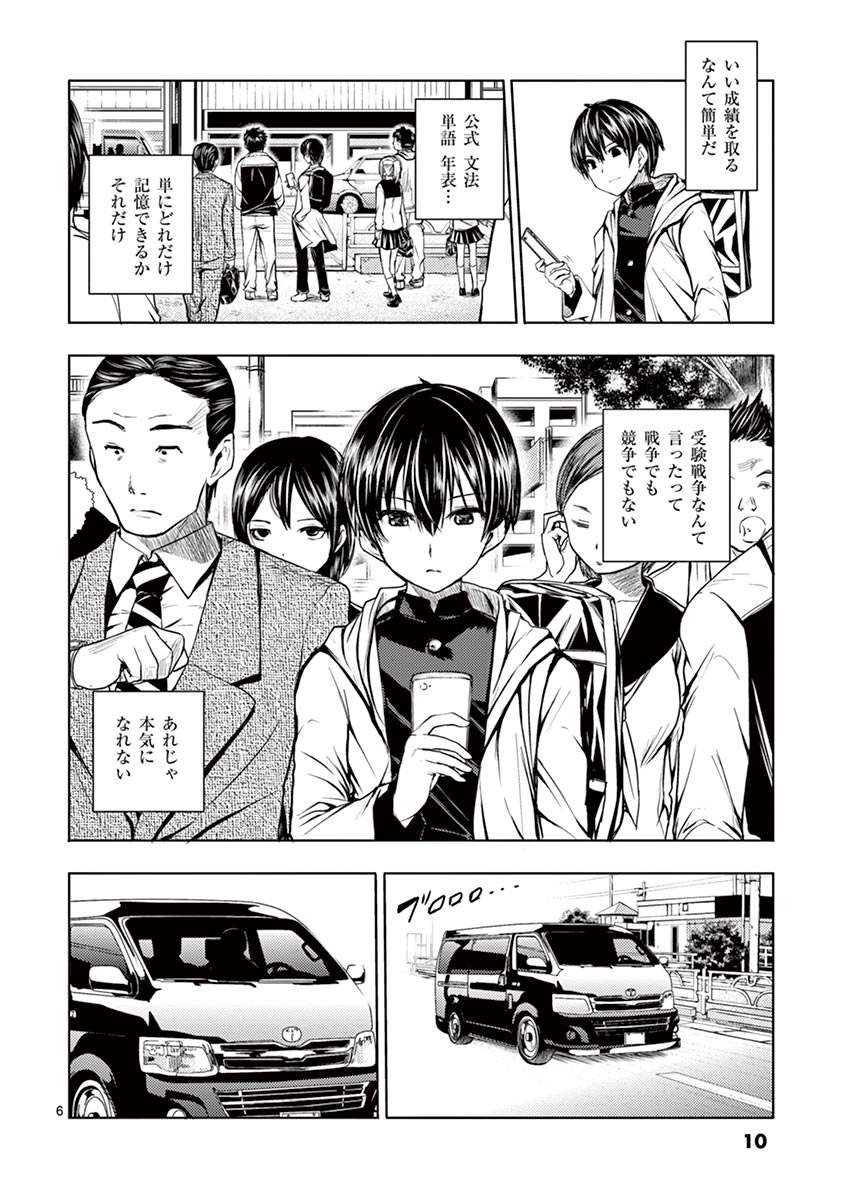 いい成績を取る
なんて簡単だ
公式 文法
単語 年表…
単にどれだけ
記憶できるか
それだけ
受験戦争なんて
言ったって
戦争でも
競争でもない
あれじゃ
本気に
なれない
ブロロロ…
6
10